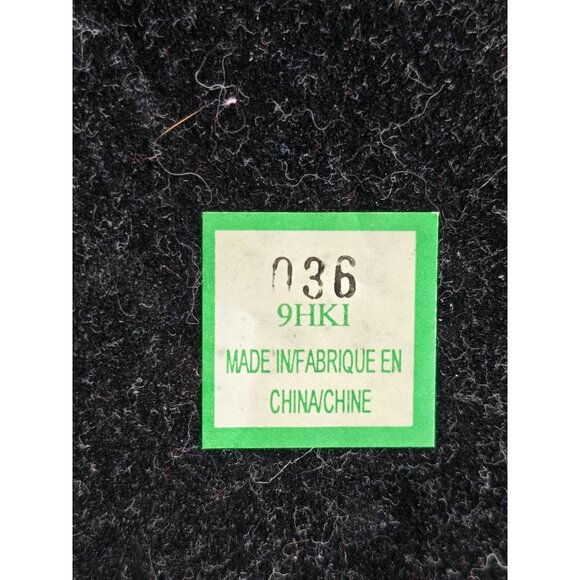 036
9HKI
MADE IN/FABRIQUE EN
CHINA/CHINE